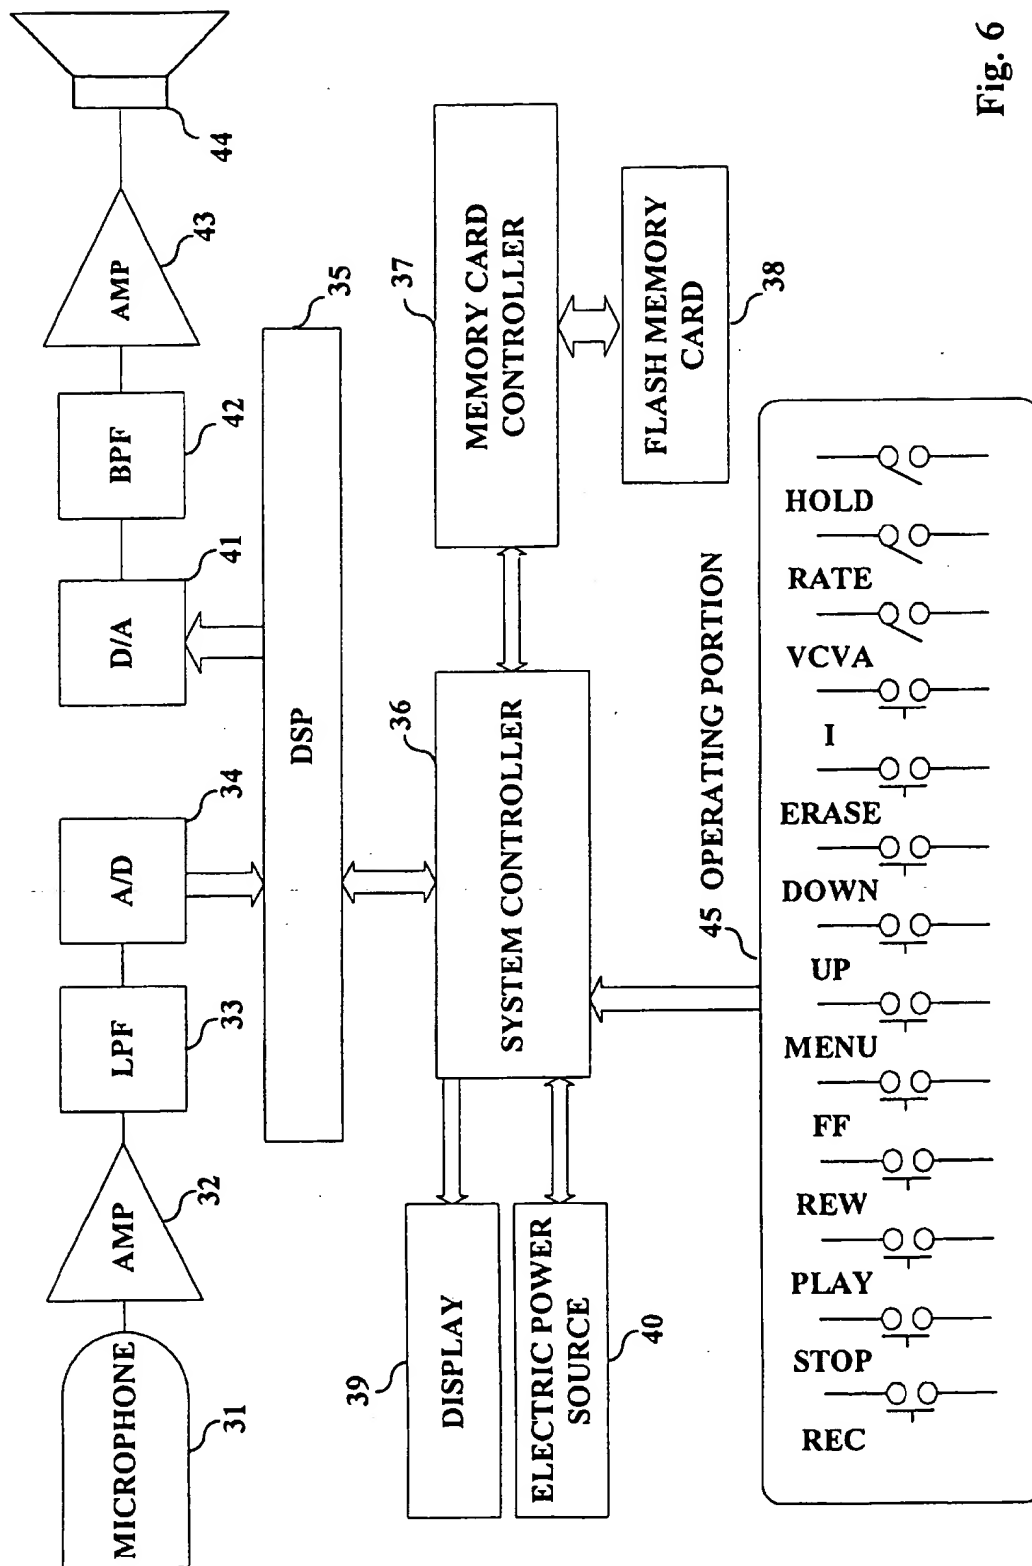 MICROPHONE
31
AMP
32
LPF
33
A/D
34
D/A
41
BPF
42
AMP
43
44
DSP
35
DISPLAY
39
ELECTRIC POWER
SOURCE
40
SYSTEM CONTROLLER
36
MEMORY CARD
CONTROLLER
37
FLASH MEMORY
CARD
38
45 OPERATING PORTION
REC
STOP
PLAY
REW
FF
MENU
UP
DOWN
ERASE
I
VCVA
RATE
HOLD
Fig. 6